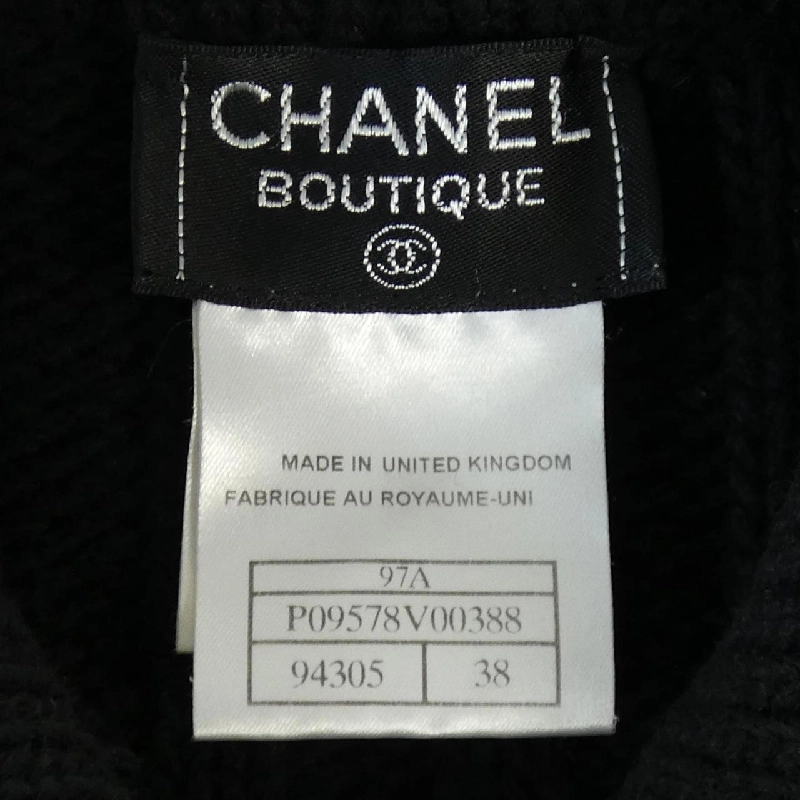 CHANEL
BOUTIQUE
MADE IN UNITED KINGDOM
FABRIQUE AU ROYAUME-UNI
97A
P09578V00388
94305 38